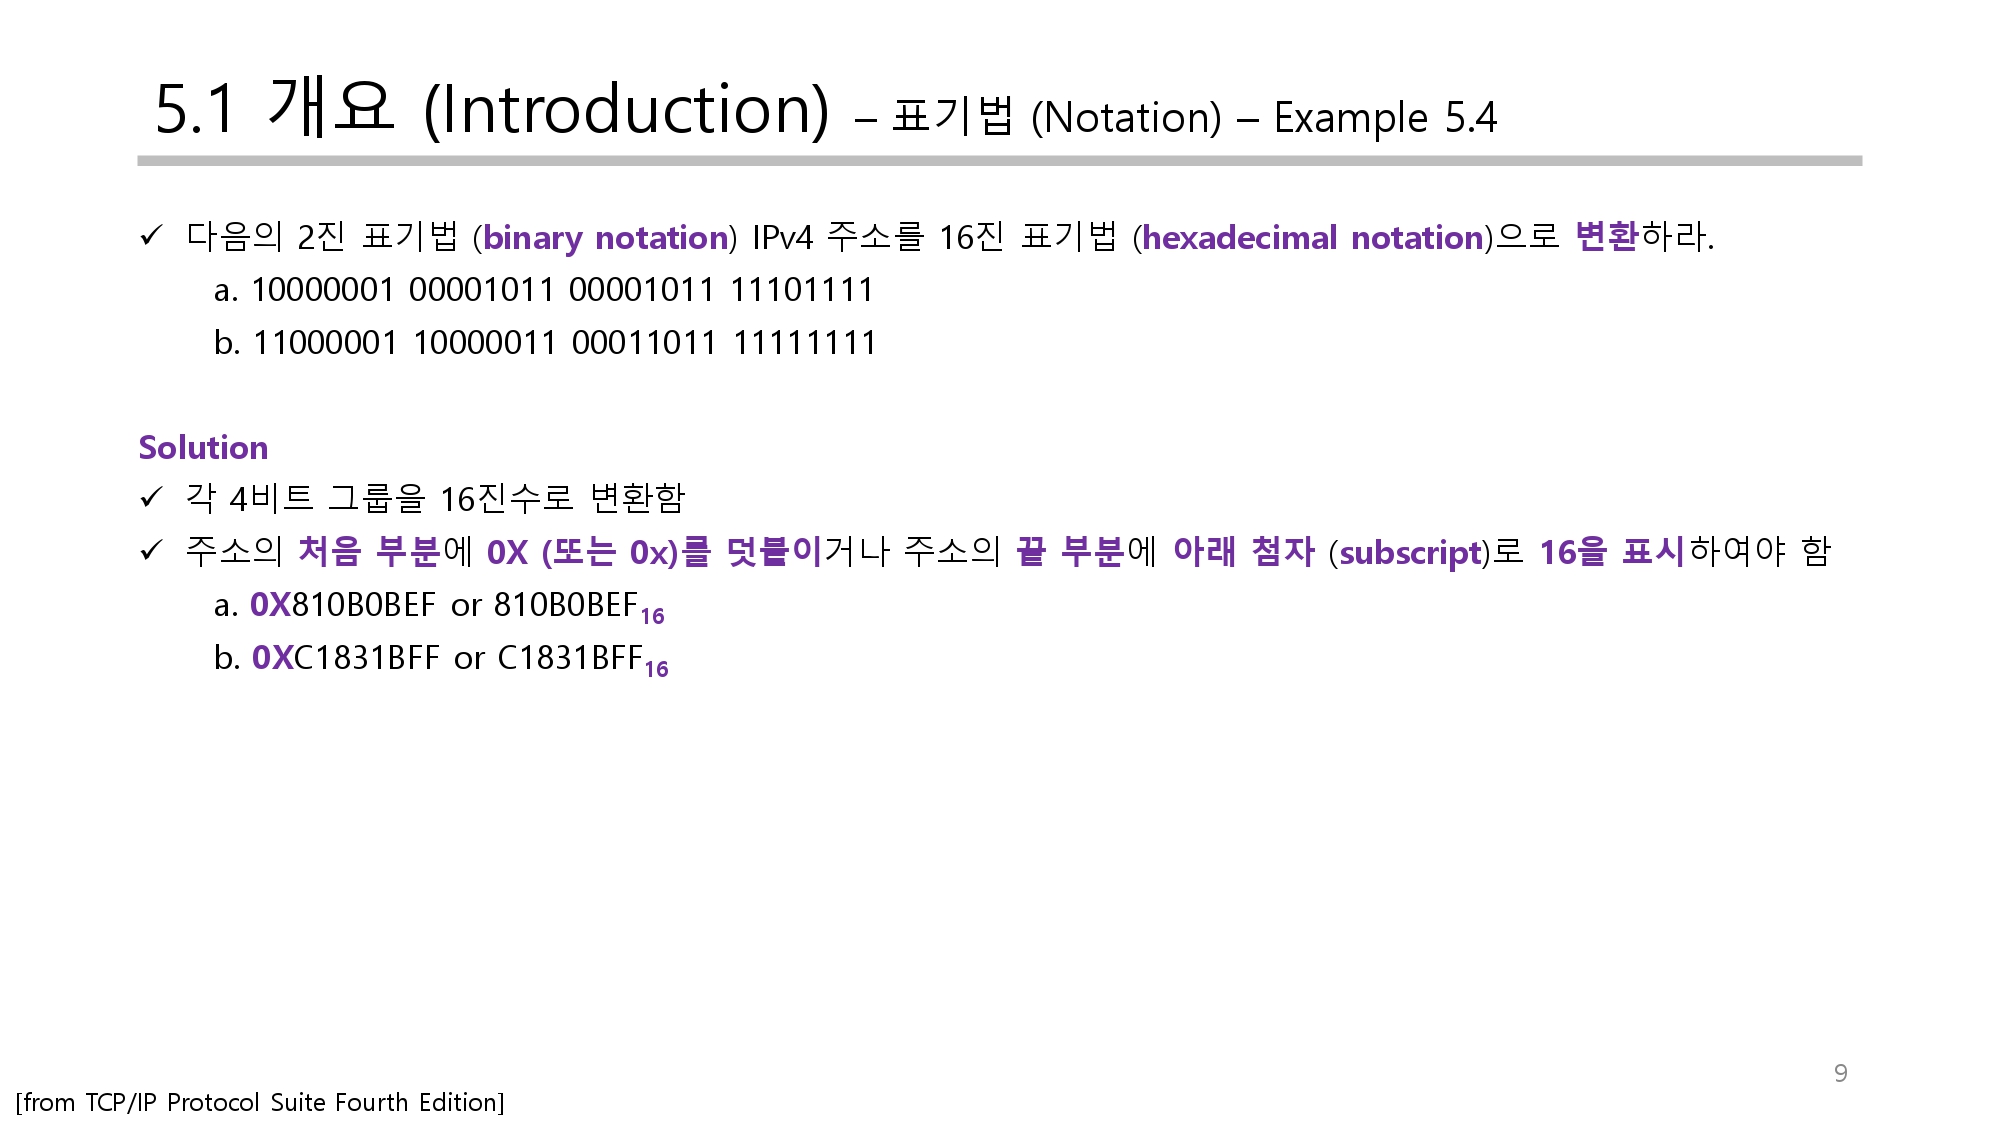 5.1 개요 (Introduction) – 표기법 (Notation) – Example 5.4
✓ 다음의 2진 표기법 (binary notation) IPv4 주소를 16진 표기법 (hexadecimal notation)으로 변환하라.
a. 10000001 00001011 00001011 11101111
b. 11000001 10000011 00011011 11111111
Solution
✓ 각 4비트 그룹을 16진수로 변환함
✓ 주소의 처음 부분에 0X (또는 0x)를 덧붙이거나 주소의 끝 부분에 아래 첨자 (subscript)로 16을 표시하여야 함
a. 0X810B0BEF or 810B0BEF₁₆
b. 0XC1831BFF or C1831BFF₁₆
9
[from TCP/IP Protocol Suite Fourth Edition]